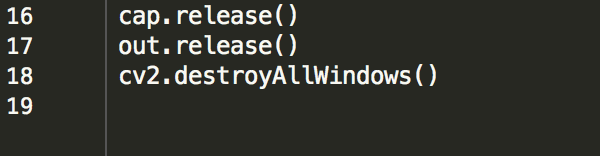 16 cap.release()
17 out.release()
18 cv2.destroyAllWindows()
19